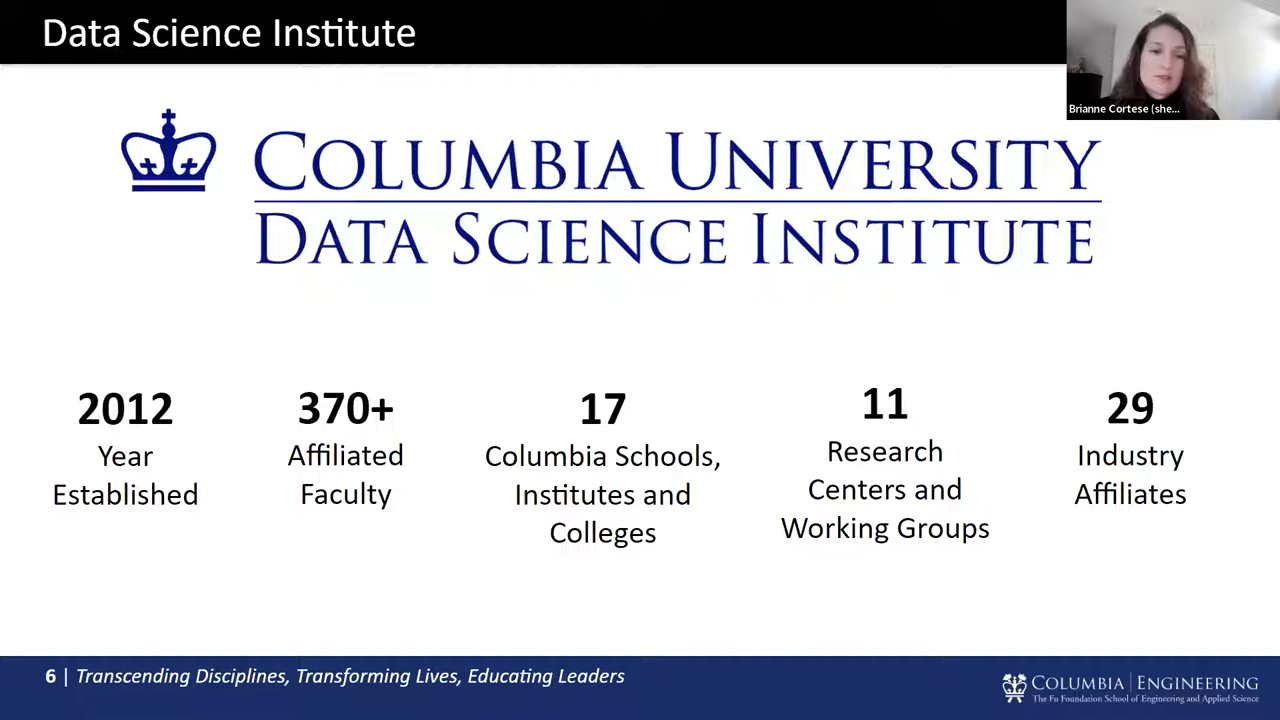 Data Science Institute
Brianne Cortese (she...
COLUMBIA UNIVERSITY
DATA SCIENCE INSTITUTE
2012
Year
Established
370+
Affiliated
Faculty
17
Columbia Schools,
Institutes and
Colleges
11
Research
Centers and
Working Groups
29
Industry
Affiliates
6 | Transcending Disciplines, Transforming Lives, Educating Leaders
COLUMBIA | ENGINEERING
The Fu Foundation School of Engineering and Applied Science